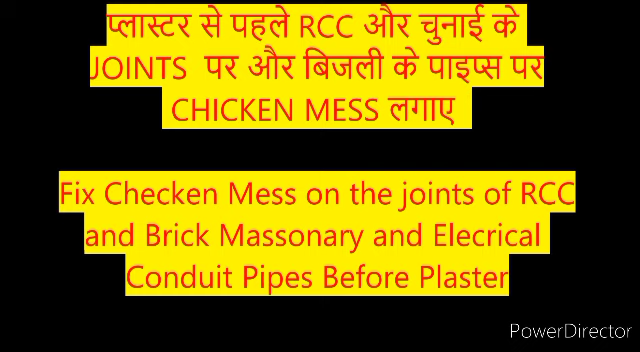 प्लास्टर से पहले RCC और चुनाई के
JOINTS पर और बिजली के पाइप्स पर
CHICKEN MESS लगाए
Fix Checken Mess on the joints of RCC
and Brick Massonary and Elecrical
Conduit Pipes Before Plaster
PowerDirector